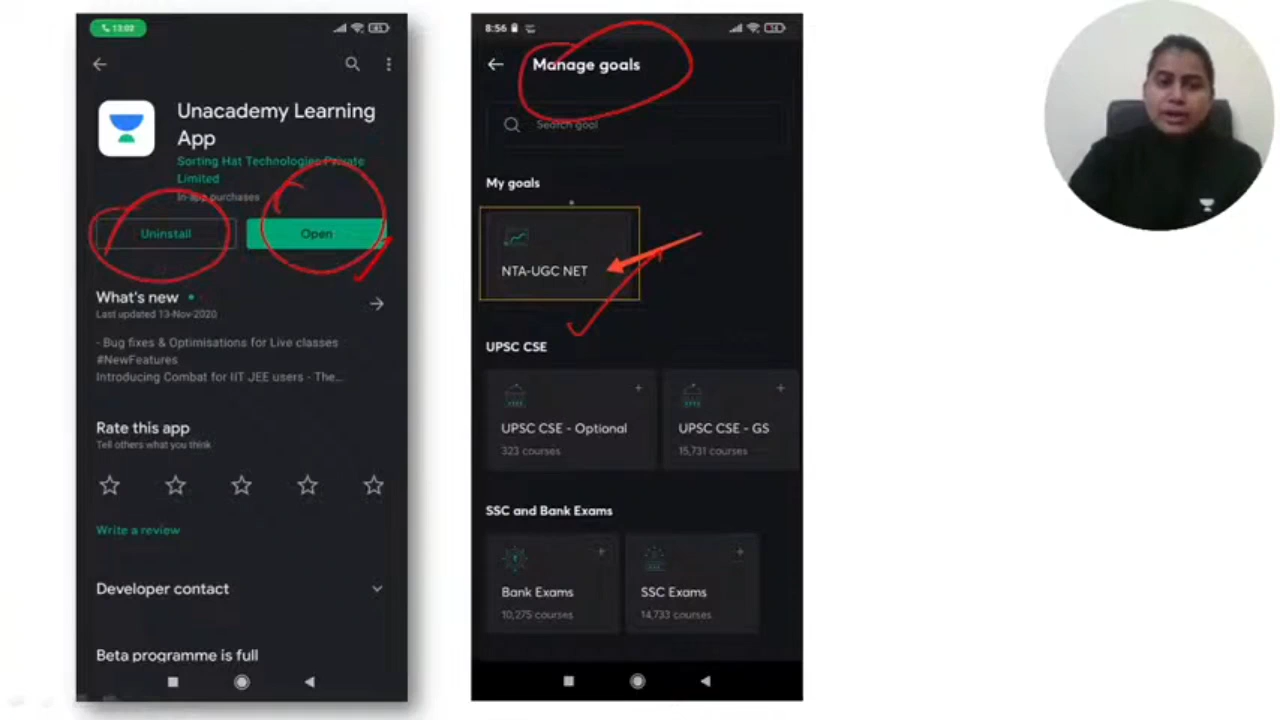 13:02
Unacademy Learning
App
Sorting Hat Technologies Private
Limited
In-app purchases
Uninstall
Open
What's new
Last updated 13-Nov-2020
- Bug fixes & Optimisations for Live classes
#NewFeatures
Introducing Combat for IIT JEE users - The...
Rate this app
Tell others what you think
Write a review
Developer contact
Beta programme is full
8:56
Manage goals
Search goal
My goals
NTA-UGC NET
UPSC CSE
UPSC CSE - Optional
323 courses
UPSC CSE - GS
15,731 courses
SSC and Bank Exams
Bank Exams
10,275 courses
SSC Exams
14,733 courses